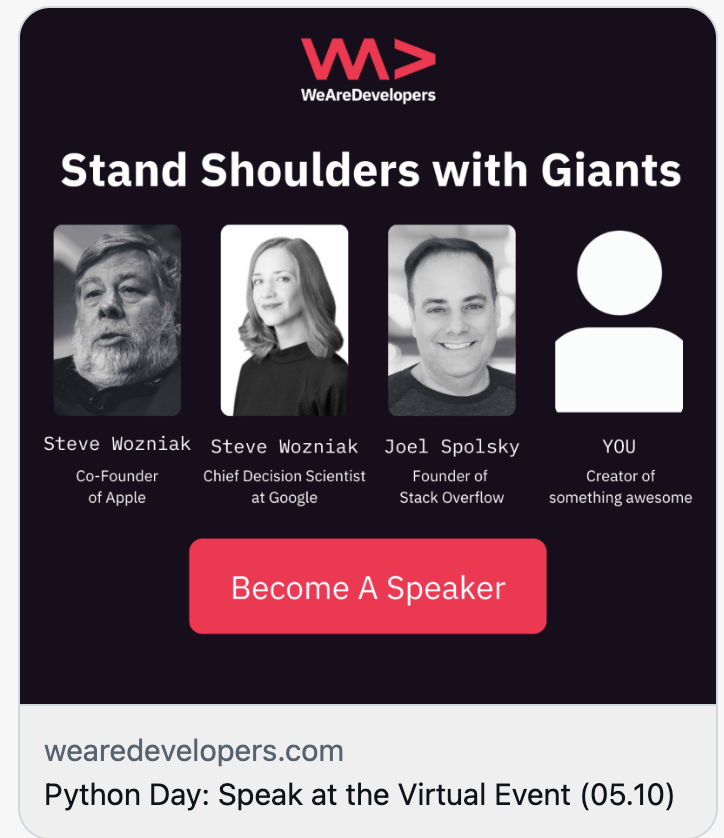 WeAreDevelopers
Stand Shoulders with Giants
Steve Wozniak
Co-Founder
of Apple
Steve Wozniak
Chief Decision Scientist
at Google
Joel Spolsky
Founder of
Stack Overflow
YOU
Creator of
something awesome
Become A Speaker
wearedevelopers.com
Python Day: Speak at the Virtual Event (05.10)